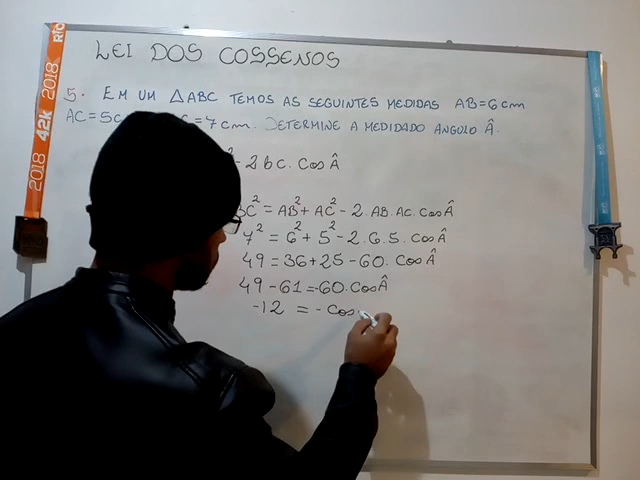 LEI DOS COSSENOS
5. EM UM ΔABC TEMOS AS SEGUINTES MEDIDAS AB=6cm
AC=5c =7cm. DETERMINE A MEDIDA DO ANGULO Â.
² - 2bc. Cos Â
BC² = AB² + AC² - 2. AB. AC. Cos Â
7² = 6² + 5² - 2.6.5. Cos Â
49 = 36 + 25 - 60. Cos Â
49 - 61 = -60. Cos Â
-12 = - Cos
2018 42k 2018 RIO